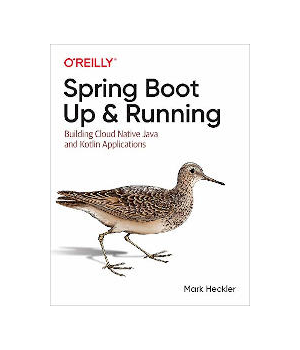 O'REILLY®
Spring Boot
Up & Running
Building Cloud Native Java
and Kotlin Applications
Mark Heckler